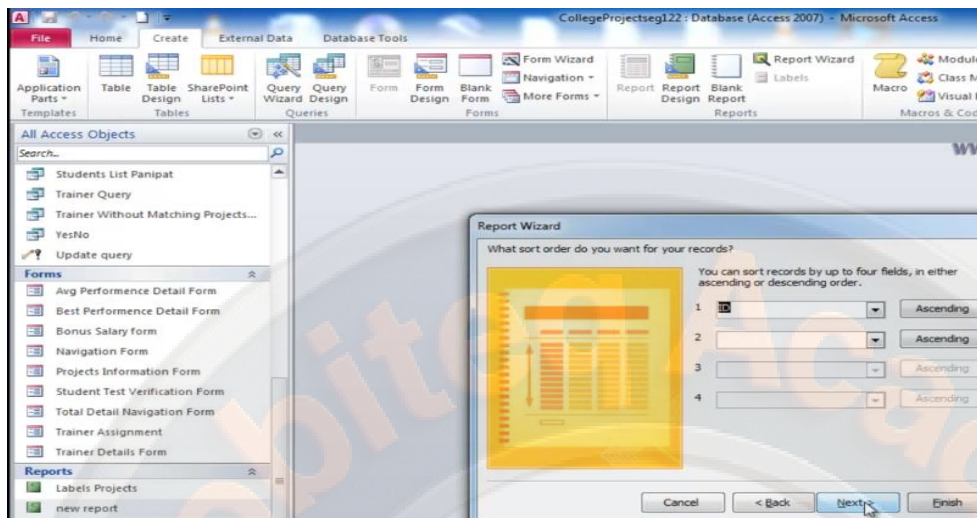 CollegeProjectseg122 : Database (Access 2007) - Microsoft Access
File Home Create External Data Database Tools
Application Parts
Table
Table Design
SharePoint Lists
Query Wizard
Query Design
Form
Form Design
Blank Form
Form Wizard
Navigation
More Forms
Report
Report Design
Blank Report
Report Wizard
Labels
Macro
Module
Class M
Visual
Templates Tables Queries Forms Reports Macros & Cod
All Access Objects
Search...
Students List Panipat
Trainer Query
Trainer Without Matching Projects...
YesNo
Update query
Forms
Avg Performence Detail Form
Best Performence Detail Form
Bonus Salary form
Navigation Form
Projects Information Form
Student Test Verification Form
Total Detail Navigation Form
Trainer Assignment
Trainer Details Form
Reports
Labels Projects
new report
Report Wizard
What sort order do you want for your records?
You can sort records by up to four fields, in either
ascending or descending order.
1 ID Ascending
2 Ascending
3 Ascending
4 Ascending
Cancel < Back Next > Finish